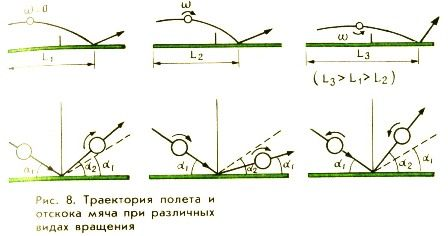 ω=0
ω
ω
L₁
L₂
L₃
( L₃ > L₁ > L₂ )
α₁ α₂ α₁
α₁ α₂ α₁
α₁ α₂ α₁
Рис. 8. Траектория полета и
отскока мяча при различных
видах вращения